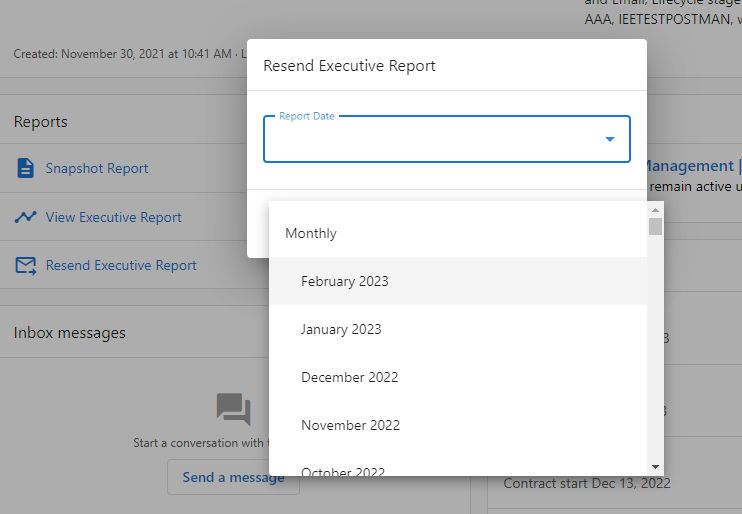 and Email, Lifecycle stage
AAA, IEETESTPOSTMAN, w
Created: November 30, 2021 at 10:41 AM · L
Resend Executive Report
Reports
Report Date
Snapshot Report
Management |
remain active u
View Executive Report
Monthly
Resend Executive Report
February 2023
Inbox messages
January 2023
3
December 2022
3
November 2022
Start a conversation with t
October 2022
Send a message
Contract start Dec 13, 2022